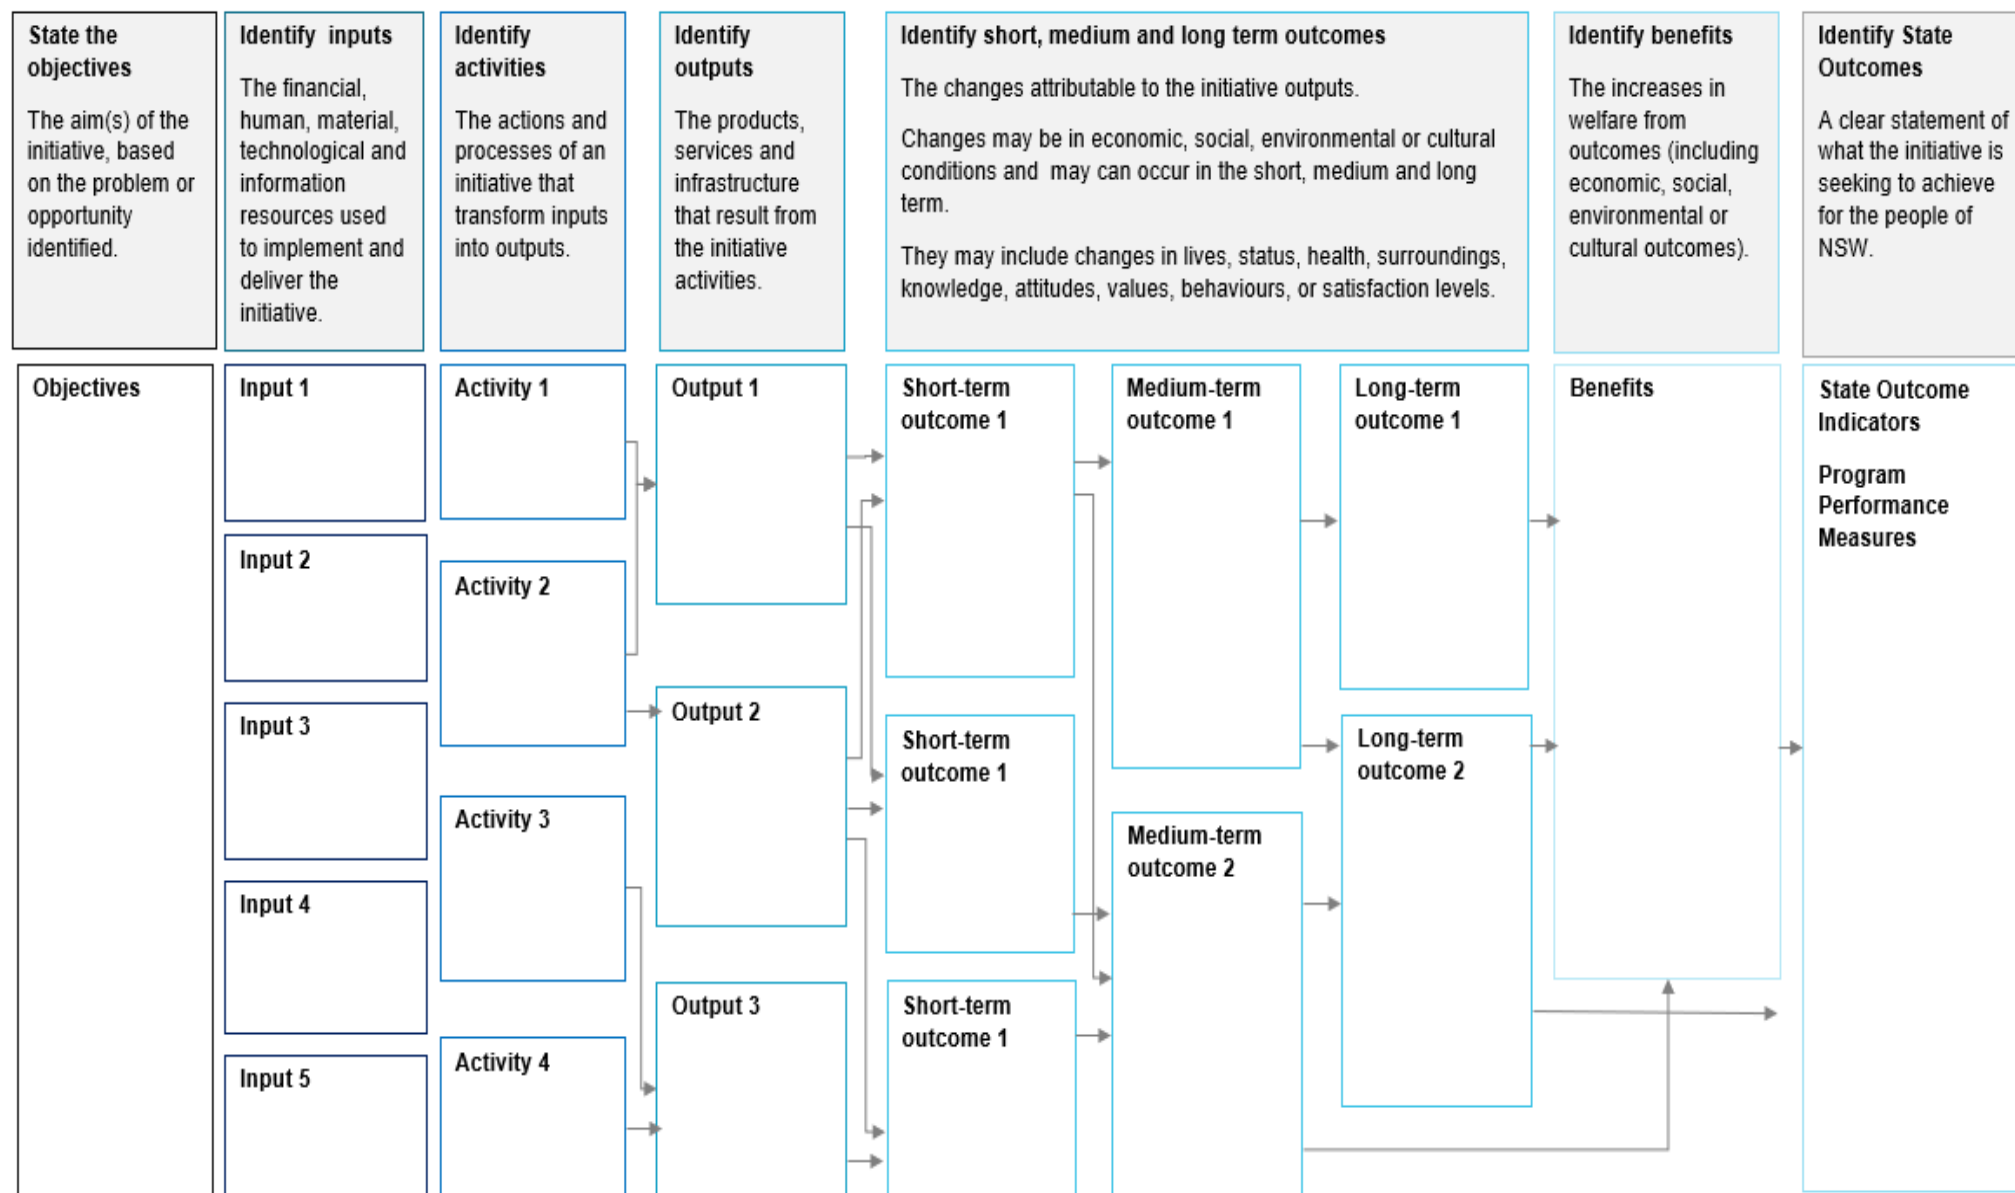 State the
objectives
The aim(s) of the
initiative, based
on the problem or
opportunity
identified.
Identify  inputs
The financial,
human, material,
technological and
information
resources used
to implement and
deliver the
initiative.
Identify
activities
The actions and
processes of an
initiative that
transform inputs
into outputs.
Identify
outputs
The products,
services and
infrastructure
that result from
the initiative
activities.
Identify short, medium and long term outcomes
The changes attributable to the initiative outputs.
Changes may be in economic, social, environmental or cultural
conditions and  may can occur in the short, medium and long
term.
They may include changes in lives, status, health, surroundings,
knowledge, attitudes, values, behaviours, or satisfaction levels.
Identify benefits
The increases in
welfare from
outcomes (including
economic, social,
environmental or
cultural outcomes).
Identify State
Outcomes
A clear statement of
what the initiative is
seeking to achieve
for the people of
NSW.
Objectives
Input 1
Input 2
Input 3
Input 4
Input 5
Activity 1
Activity 2
Activity 3
Activity 4
Output 1
Output 2
Output 3
Short-term
outcome 1
Short-term
outcome 1
Short-term
outcome 1
Medium-term
outcome 1
Medium-term
outcome 2
Long-term
outcome 1
Long-term
outcome 2
Benefits
State Outcome
Indicators
Program
Performance
Measures